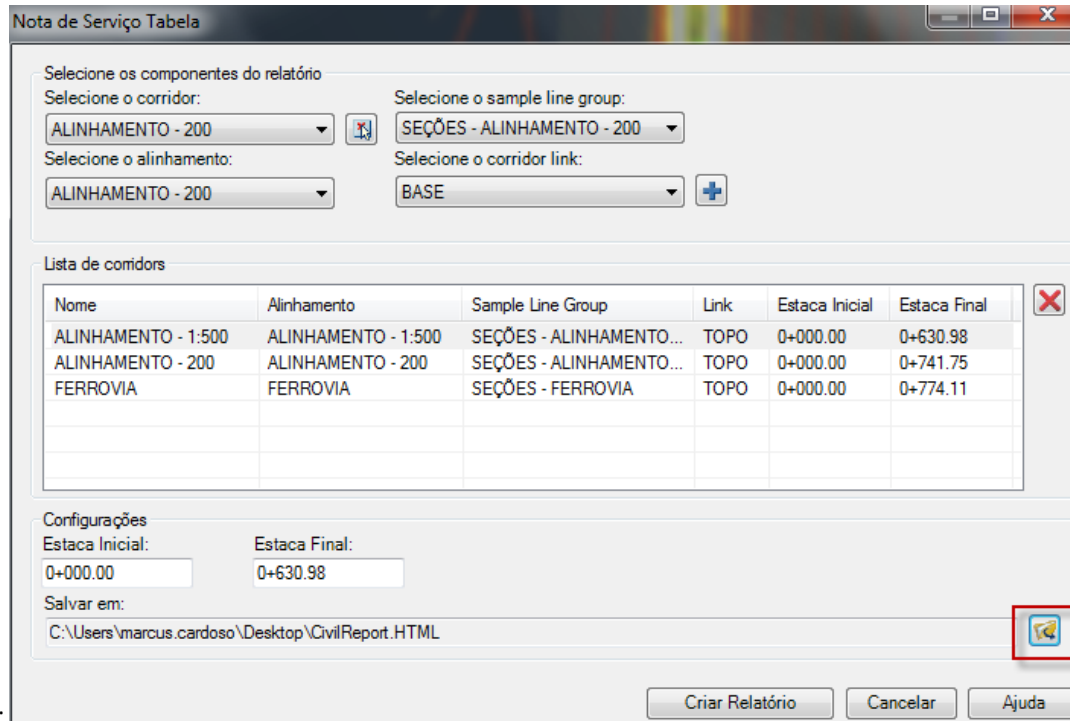 Nota de Serviço Tabela
Selecione os componentes do relatório
Selecione o corridor: Selecione o sample line group:
ALINHAMENTO - 200 SEÇÕES - ALINHAMENTO - 200
Selecione o alinhamento: Selecione o corridor link:
ALINHAMENTO - 200 BASE
Lista de corridors
Nome Alinhamento Sample Line Group Link Estaca Inicial Estaca Final
ALINHAMENTO - 1:500 ALINHAMENTO - 1:500 SEÇÕES - ALINHAMENTO... TOPO 0+000.00 0+630.98
ALINHAMENTO - 200 ALINHAMENTO - 200 SEÇÕES - ALINHAMENTO... TOPO 0+000.00 0+741.75
FERROVIA FERROVIA SEÇÕES - FERROVIA TOPO 0+000.00 0+774.11
Configurações
Estaca Inicial: Estaca Final:
0+000.00 0+630.98
Salvar em:
C:\Users\marcus.cardoso\Desktop\CivilReport.HTML
Criar Relatório Cancelar Ajuda